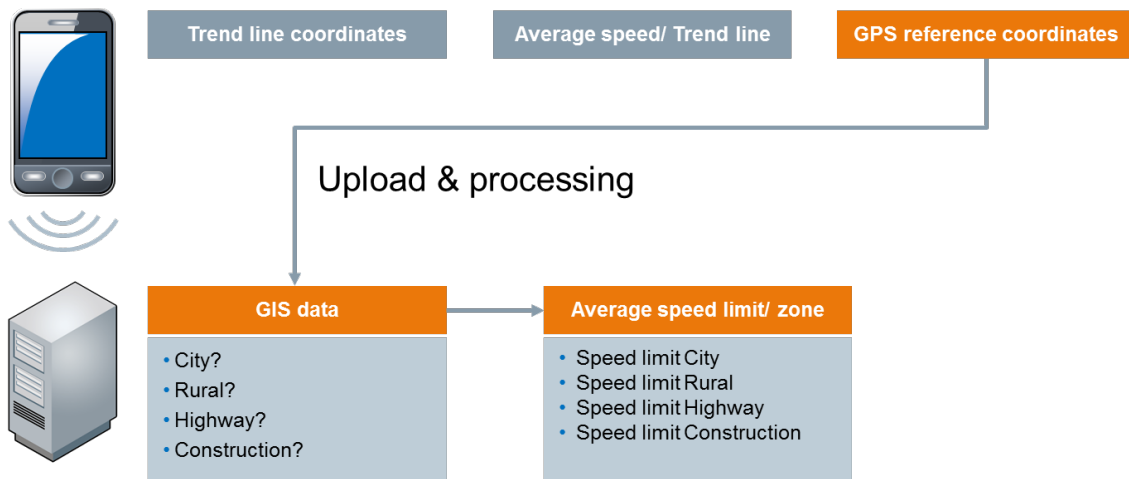 Trend line coordinates
Average speed/ Trend line
GPS reference coordinates
Upload & processing
GIS data
• City?
• Rural?
• Highway?
• Construction?
Average speed limit/ zone
• Speed limit City
• Speed limit Rural
• Speed limit Highway
• Speed limit Construction